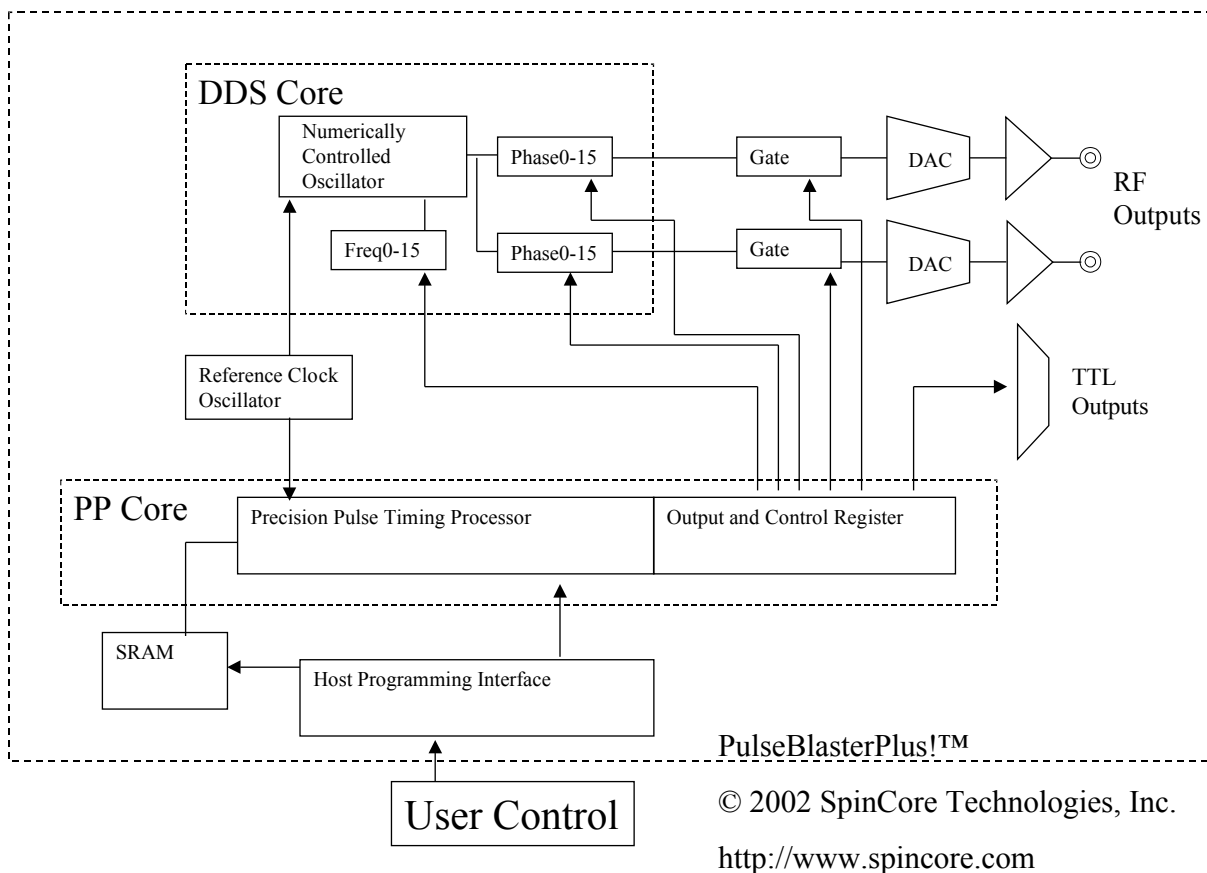 DDS Core
Numerically
Controlled
Oscillator
Phase0-15
Gate
DAC
RF
Outputs
Freq0-15
Phase0-15
Gate
DAC
Reference Clock
Oscillator
TTL
Outputs
PP Core
Precision Pulse Timing Processor
Output and Control Register
SRAM
Host Programming Interface
PulseBlasterPlus!™
User Control
© 2002 SpinCore Technologies, Inc.
http://www.spincore.com